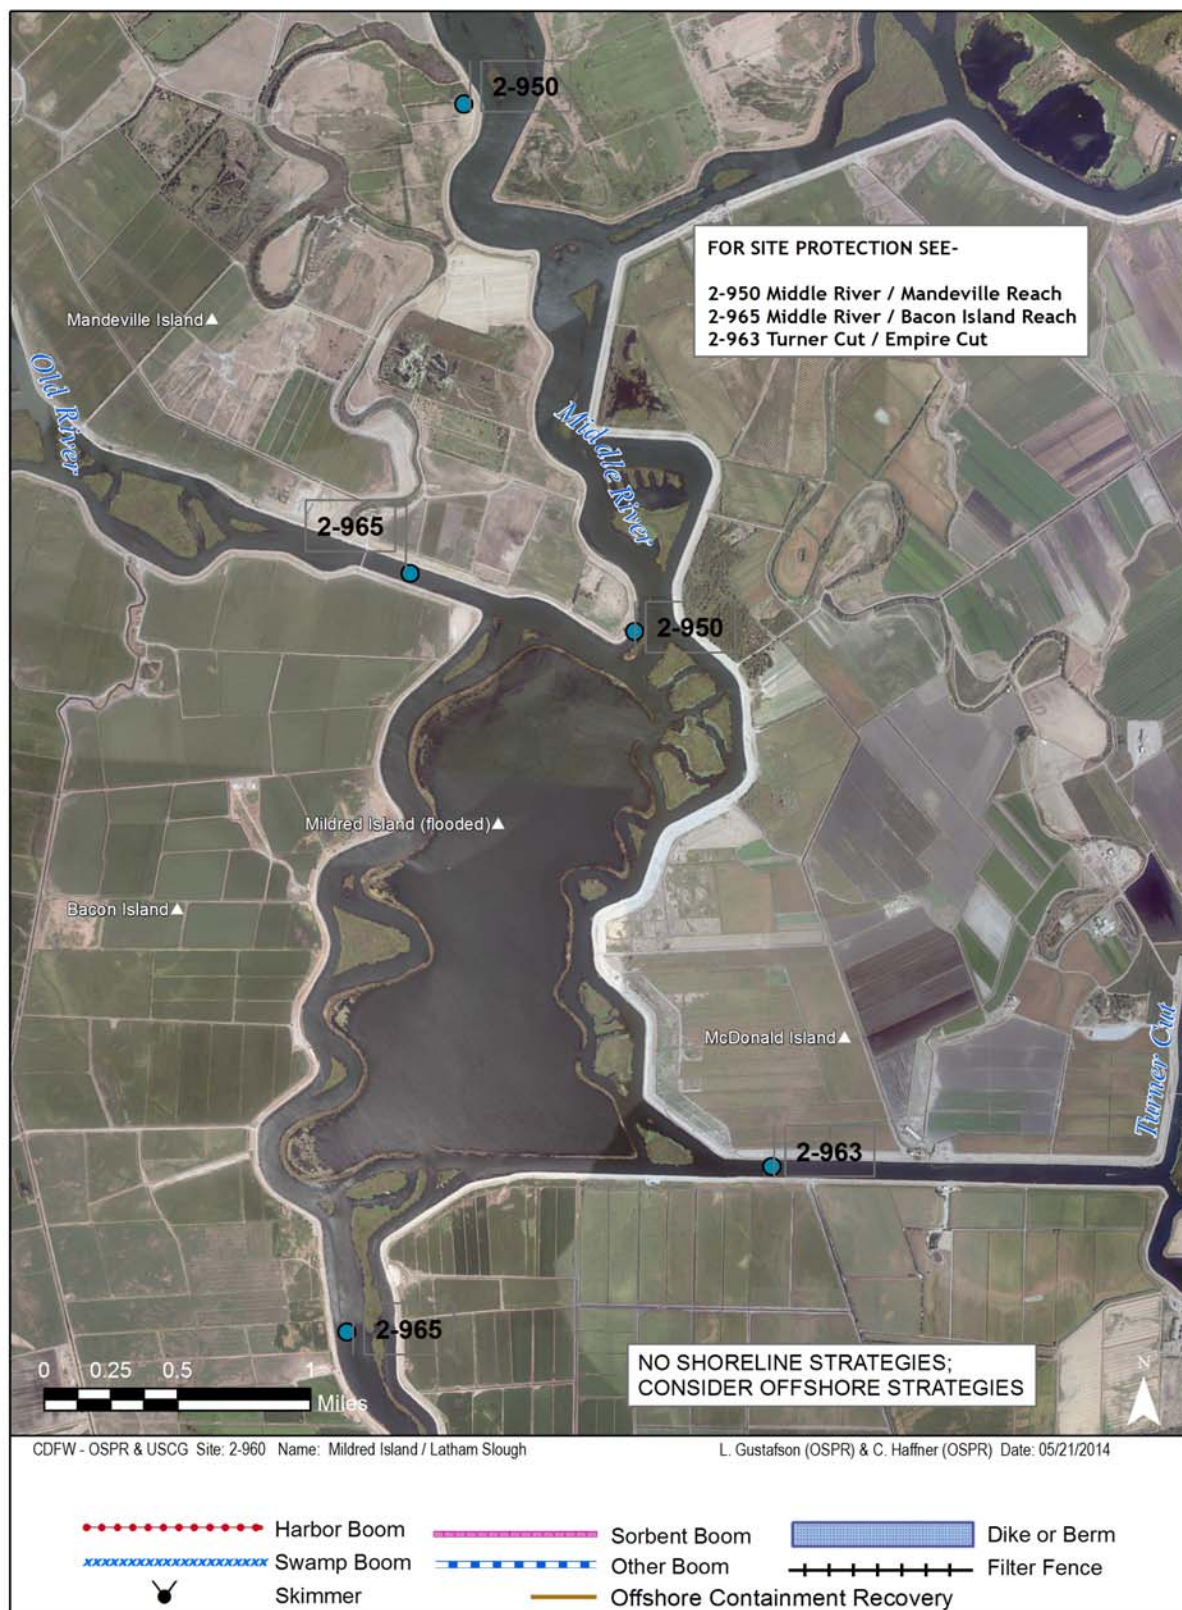 2-950
FOR SITE PROTECTION SEE-
2-950 Middle River / Mandeville Reach
2-965 Middle River / Bacon Island Reach
2-963 Turner Cut / Empire Cut
Mandeville Island
Old River
Middle River
2-965
2-950
Mildred Island (flooded)
Bacon Island
McDonald Island
Turner Cut
2-963
2-965
0 0.25 0.5 1
Miles
NO SHORELINE STRATEGIES;
CONSIDER OFFSHORE STRATEGIES
N
CDFW - OSPR & USCG Site: 2-960 Name: Mildred Island / Latham Slough
L. Gustafson (OSPR) & C. Haffner (OSPR) Date: 05/21/2014
Harbor Boom
Sorbent Boom
Dike or Berm
Swamp Boom
Other Boom
Filter Fence
Skimmer
Offshore Containment Recovery